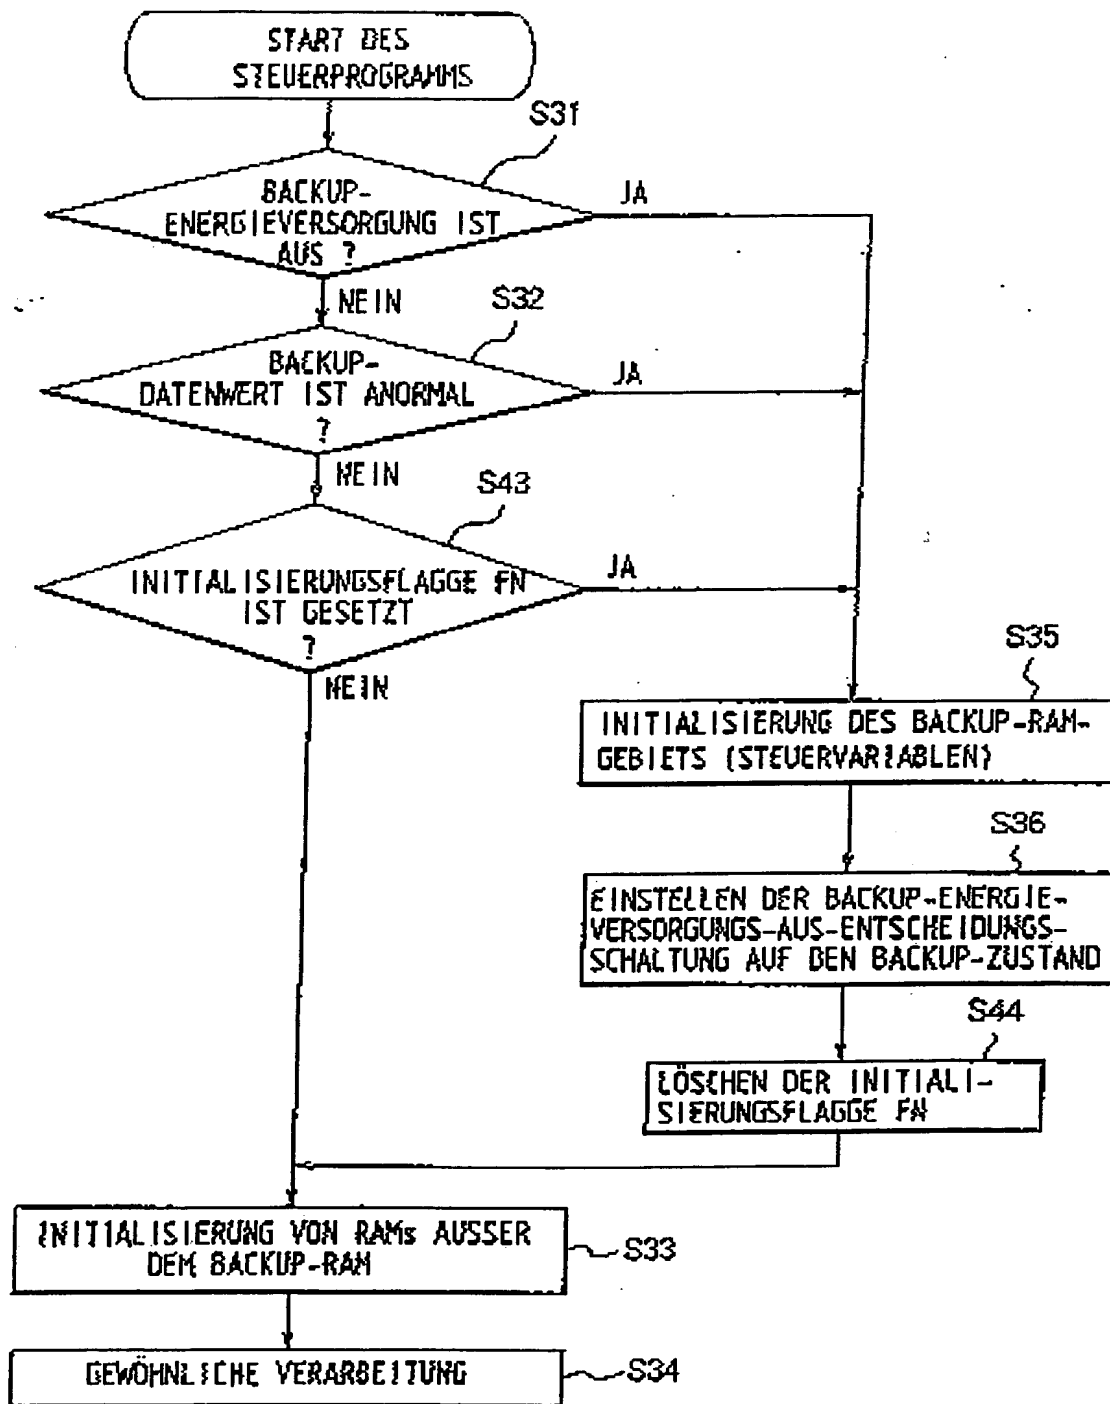 START DES
STEUERPROGRAMMS
S31
BACKUP-
ENERGIEVERSORGUNG IST
AUS ?
JA
NEIN
S32
BACKUP-
DATENWERT IST ANORMAL
?
JA
NEIN
S43
INITIALISIERUNGSFLAGGE FN
IST GESETZT
?
JA
NEIN
S35
INITIALISIERUNG DES BACKUP-RAM-
GEBIETS (STEUERVARIABLEN)
S36
EINSTELLEN DER BACKUP-ENERGIE-
VERSORGUNGS-AUS-ENTSCHEIDUNGS-
SCHALTUNG AUF DEN BACKUP-ZUSTAND
S44
LÖSCHEN DER INITIALI-
SIERUNGSFLAGGE FN
INITIALISIERUNG VON RAMs AUSSER
DEM BACKUP-RAM
S33
GEWÖHNLICHE VERARBEITUNG
S34